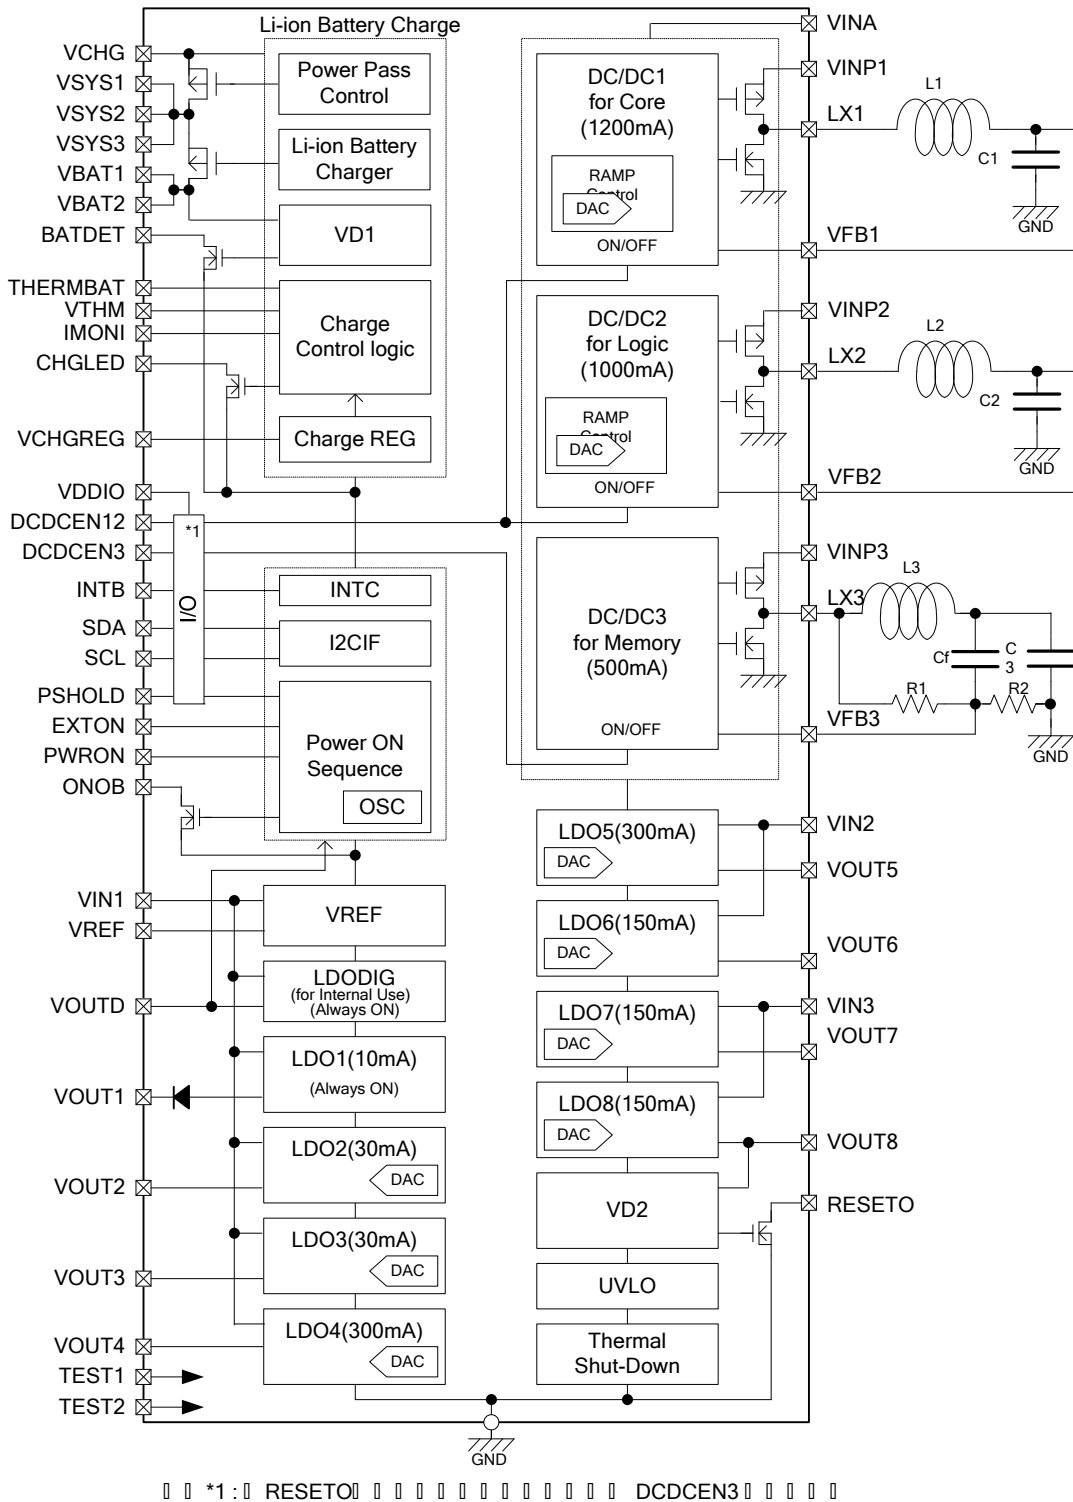 Li-ion Battery Charge
VCHG
VSYS1
VSYS2
VSYS3
VBAT1
VBAT2
BATDET
THERMBAT
VTHM
IMONI
CHGLED
VCHGREG
VDDIO
DCDCEN12
DCDCEN3
INTB
SDA
SCL
PSHOLD
EXTON
PWRON
ONOB
VIN1
VREF
VOUTD
VOUT1
VOUT2
VOUT3
VOUT4
TEST1
TEST2
Power Pass
Control
Li-ion Battery
Charger
VD1
Charge
Control logic
Charge REG
*1
I/O
INTC
I2CIF
Power ON
Sequence
OSC
VREF
LDODIG
(for Internal Use)
(Always ON)
LDO1(10mA)
(Always ON)
LDO2(30mA)
DAC
LDO3(30mA)
DAC
LDO4(300mA)
DAC
DC/DC1
for Core
(1200mA)
RAMP
Control
DAC
ON/OFF
DC/DC2
for Logic
(1000mA)
RAMP
Control
DAC
ON/OFF
DC/DC3
for Memory
(500mA)
ON/OFF
LDO5(300mA)
DAC
LDO6(150mA)
DAC
LDO7(150mA)
DAC
LDO8(150mA)
DAC
VD2
UVLO
Thermal
Shut-Down
VINA
VINP1
LX1
VFB1
VINP2
LX2
VFB2
VINP3
LX3
VFB3
VIN2
VOUT5
VOUT6
VIN3
VOUT7
VOUT8
RESETO
L1
C1
GND
L2
C2
GND
L3
Cf
C
3
R1
R2
GND
GND
*1 : RESETO DCDCEN3